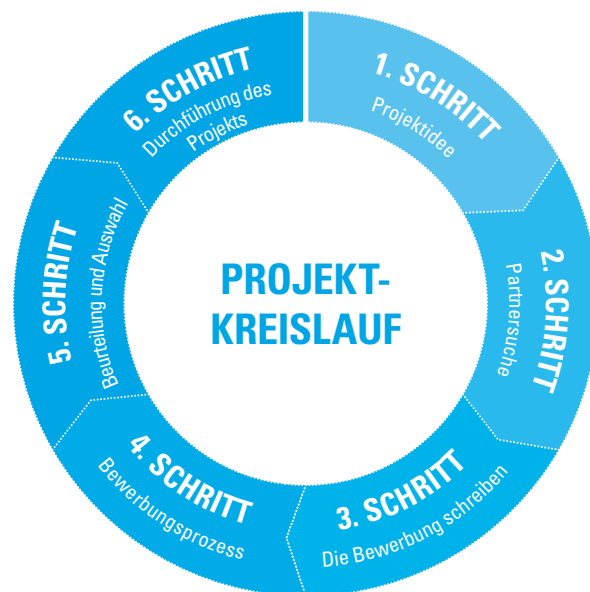 PROJEKT-
KREISLAUF
1. SCHRITT
Projektidee
2. SCHRITT
Partnersuche
3. SCHRITT
Die Bewerbung schreiben
4. SCHRITT
Bewerbungsprozess
5. SCHRITT
Beurteilung und Auswahl
6. SCHRITT
Durchführung des
Projekts